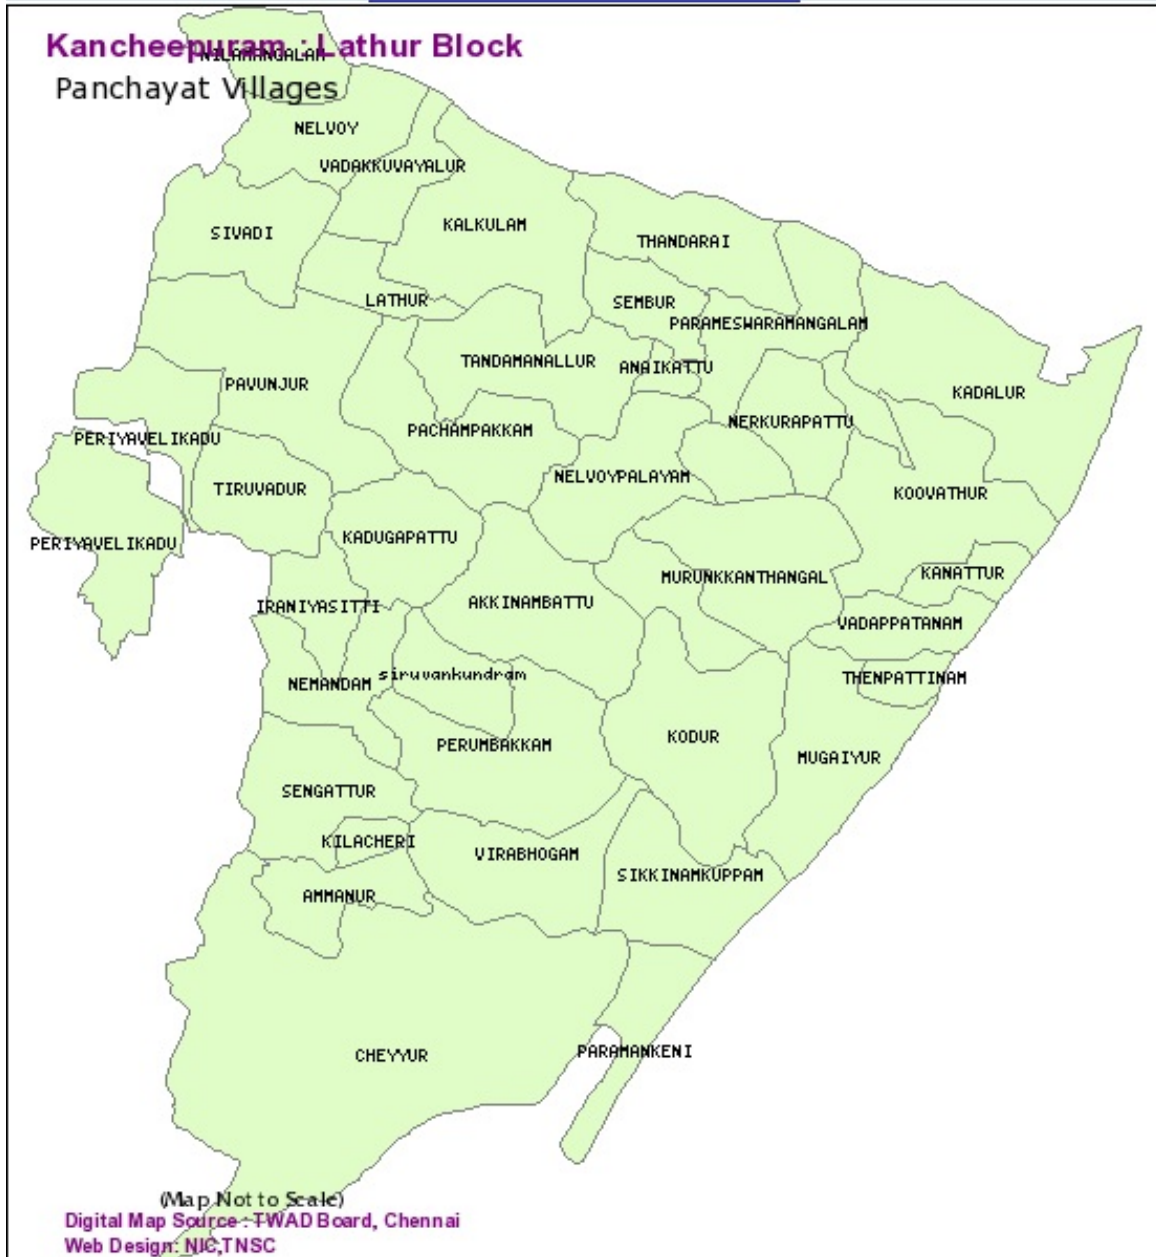 Kancheepuram : Lathur Block
NILAMANGALAM
Panchayat Villages
NELVOY
VADAKKUVAYALUR
KALKULAM
SIVADI
THANDARAI
LATHUR
SEMBUR
PARAMESWARAMANGALAM
TANDAMANALLUR
ANAIKATTU
PAVUNJUR
KADALUR
NERKURAPATTU
PACHAMPAKKAM
PERIYAVELIKADU
NELVOYPALAYAM
TIRUVADUR
KOOVATHUR
KADUGAPATTU
PERIYAVELIKADU
KANATTUR
MURUNKKANTHANGAL
AKKINAMBATTU
IRANIYASITTI
VADAPPATANAM
siruvankundram
THENPATTINAM
NEMANDAM
KODUR
PERUMBAKKAM
MUGAIYUR
SENGATTUR
KILACHERI
VIRABHOGAM
SIKKINAMKUPPAM
AMMANUR
PARAMANKENI
CHEYYUR
(Map Not to Scale)
Digital Map Source : TWAD Board, Chennai
Web Design: NIC,TNSC